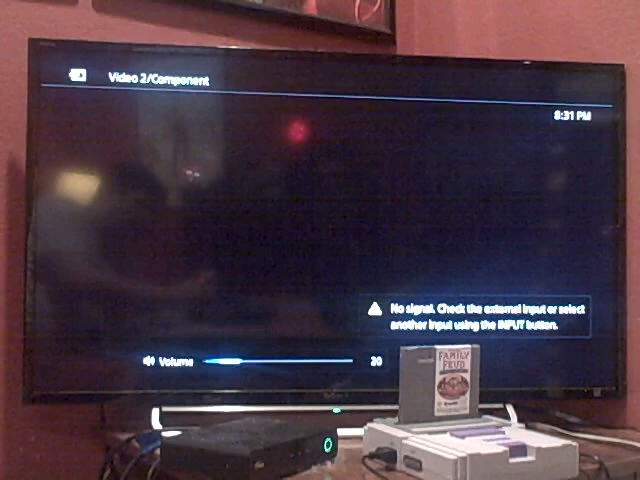 Video 2/Component
8:31 PM
No signal. Check the external input or select
another input using the INPUT button.
Volume
20
FAMILY
FEUD